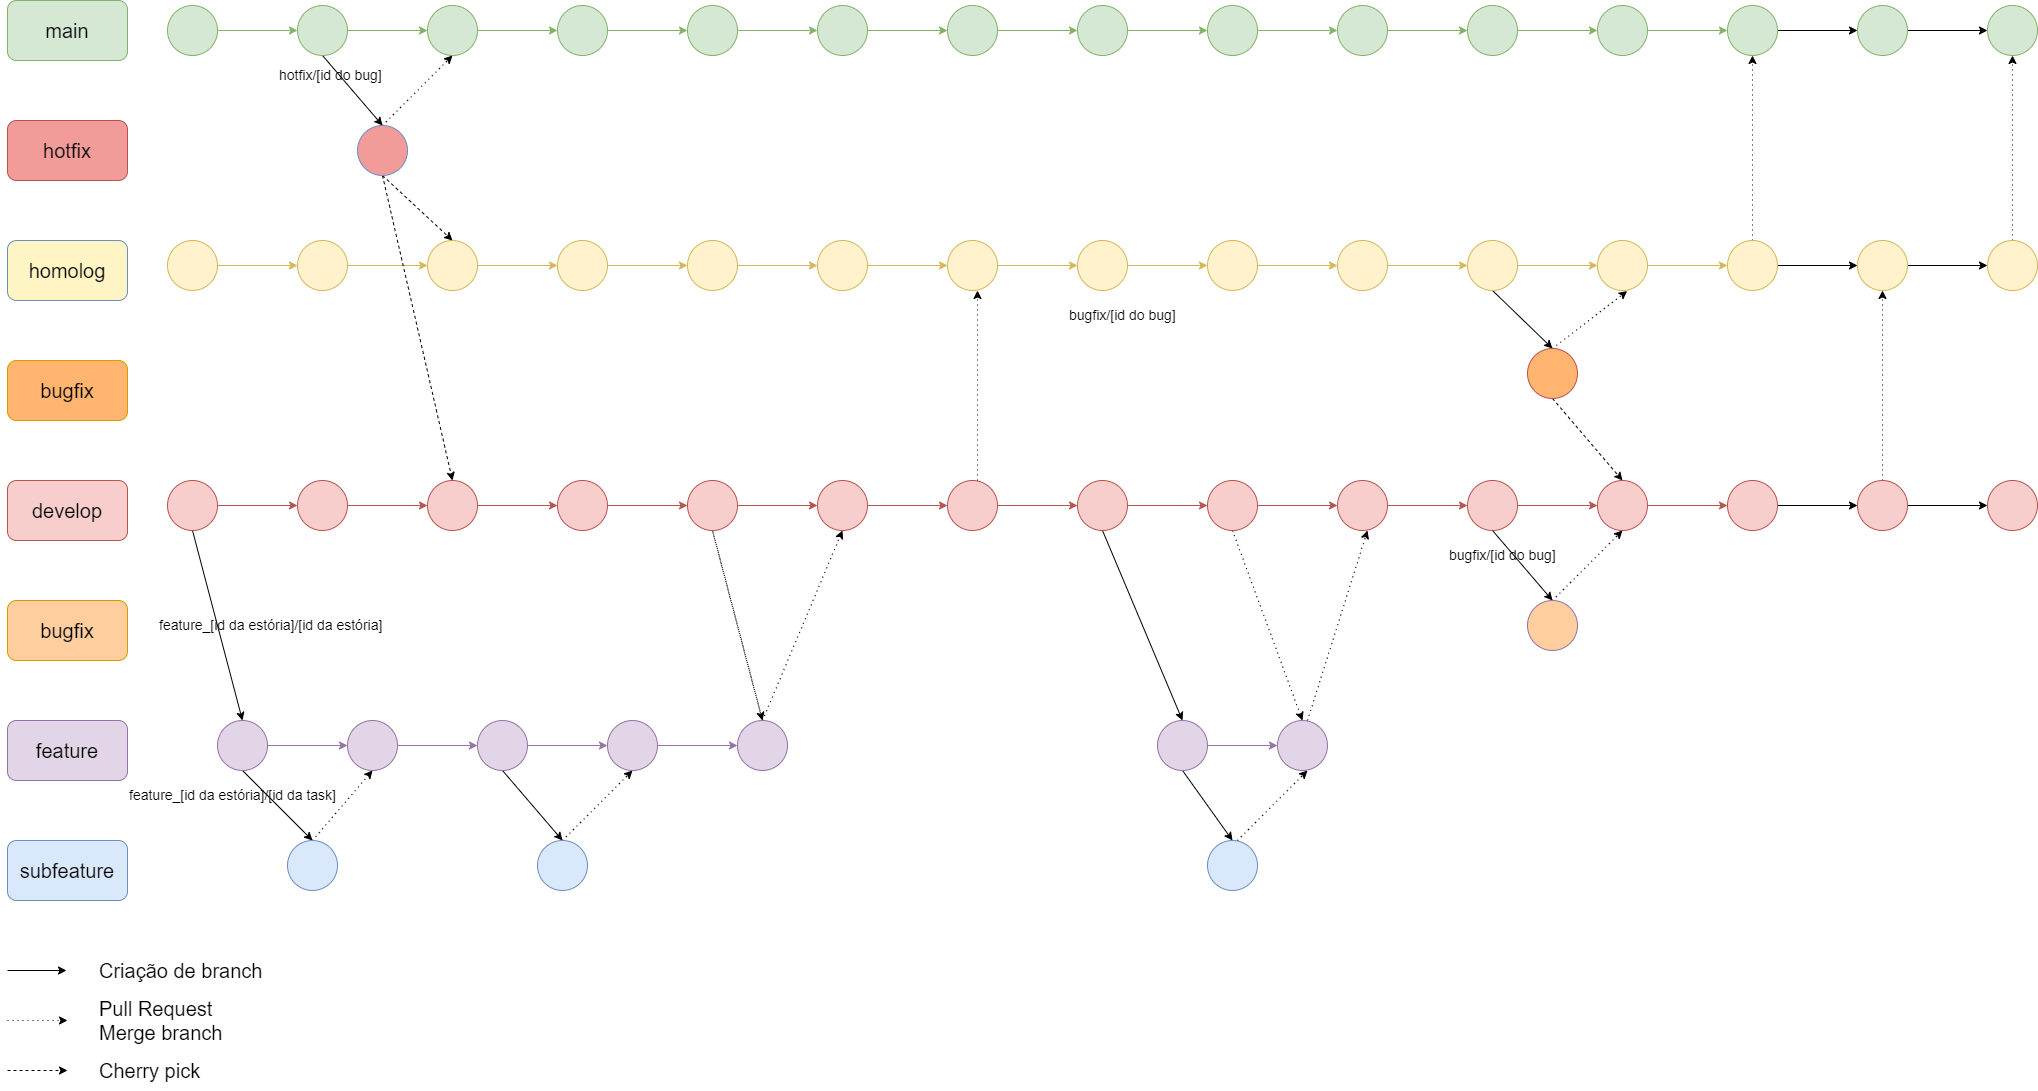 main
hotfix/[id do bug]
hotfix
homolog
bugfix/[id do bug]
bugfix
develop
bugfix/[id do bug]
bugfix
feature_[id da estória]/[id da estória]
feature
feature_[id da estória]/[id da task]
subfeature
Criação de branch
Pull Request
Merge branch
Cherry pick